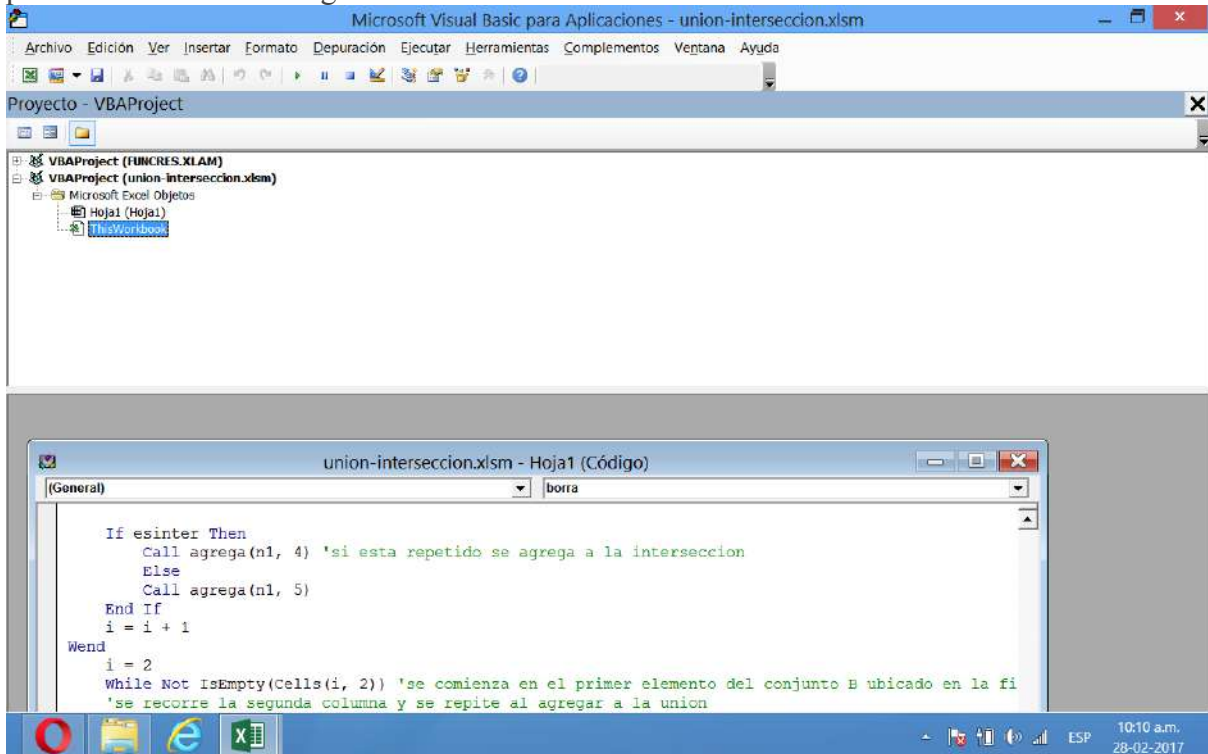 Microsoft Visual Basic para Aplicaciones - union-interseccion.xlsm
Archivo Edición Ver Insertar Formato Depuración Ejecutar Herramientas Complementos Ventana Ayuda
Proyecto - VBAProject
VBAProject (FUNCRES.XLAM)
VBAProject (union-interseccion.xlsm)
Microsoft Excel Objetos
Hoja1 (Hoja1)
ThisWorkbook
union-interseccion.xlsm - Hoja1 (Código)
(General) borra
If esinter Then
Call agrega(n1, 4) 'si esta repetido se agrega a la interseccion
Else
Call agrega(n1, 5)
End If
i = i + 1
Wend
i = 2
While Not IsEmpty(Cells(i, 2)) 'se comienza en el primer elemento del conjunto B ubicado en la fi
'se recorre la segunda columna y se repite al agregar a la union
ESP
10:10 a.m.
28-02-2017